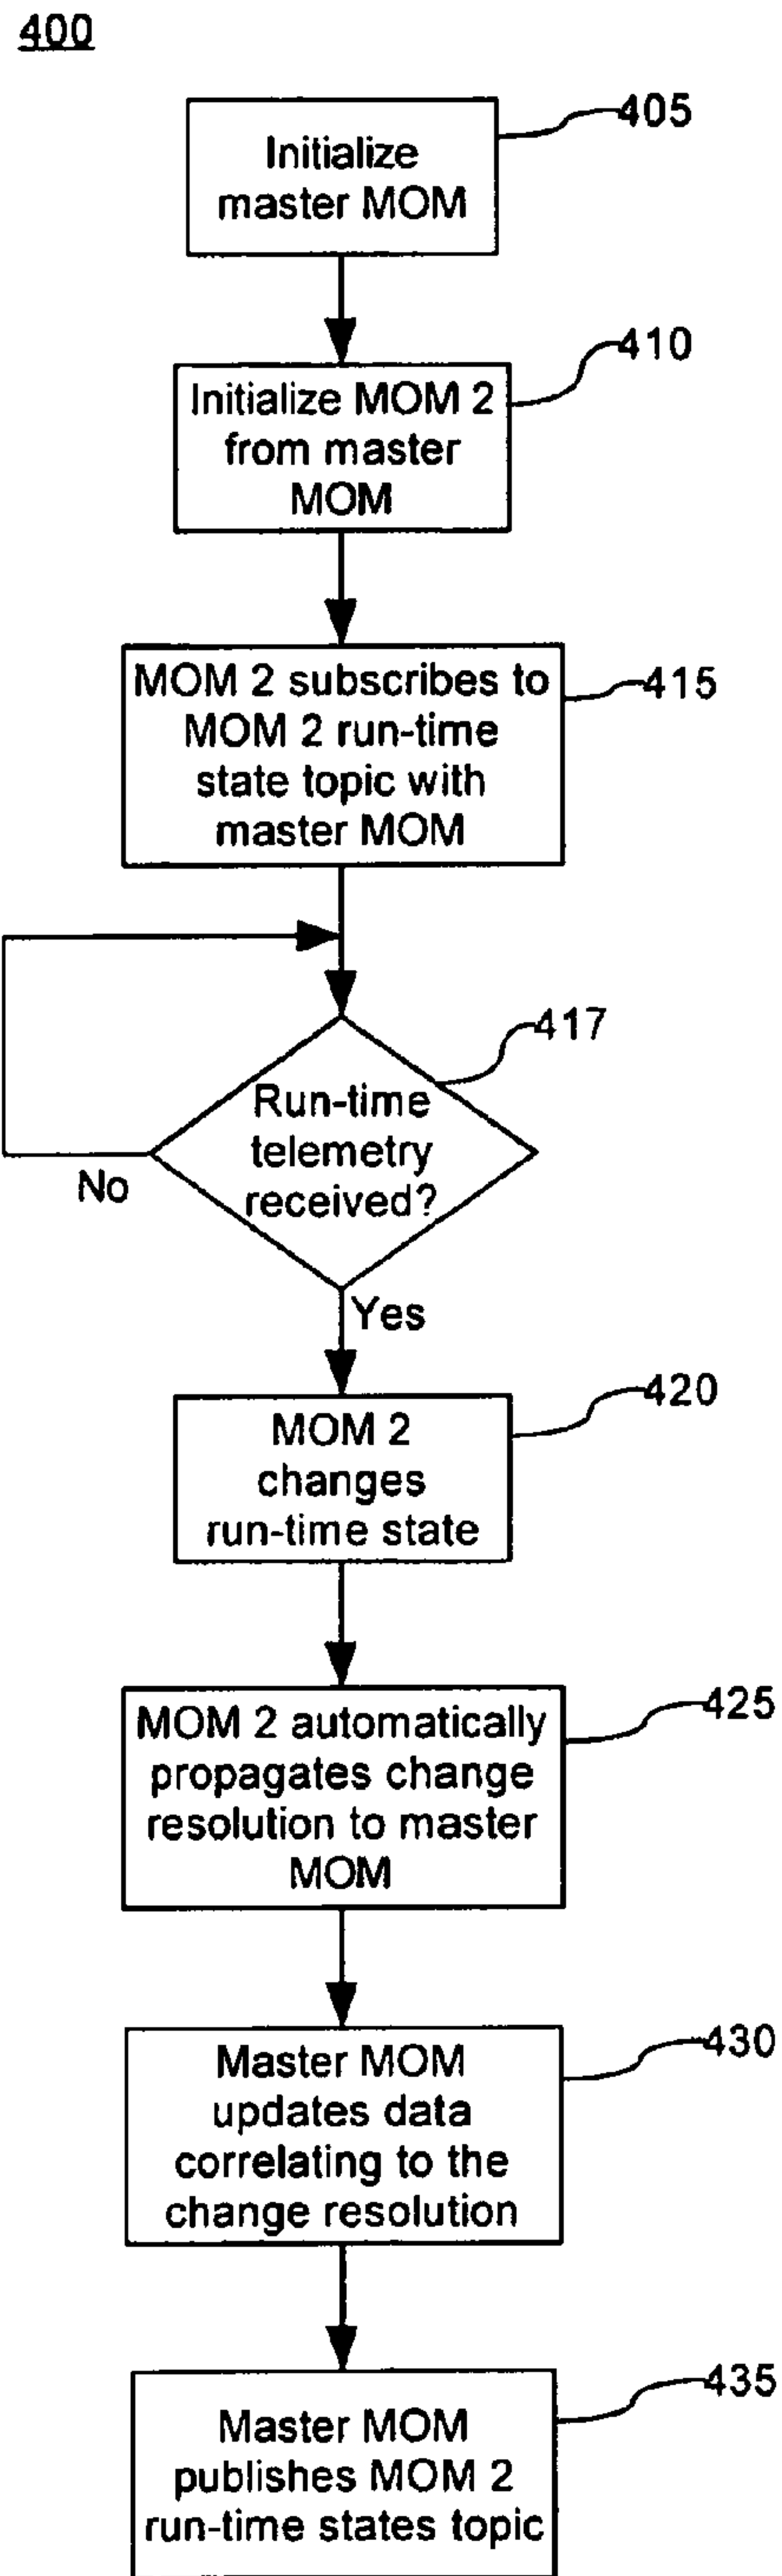 400
405
Initialize
master MOM
410
Initialize MOM 2
from master
MOM
415
MOM 2 subscribes to
MOM 2 run-time
state topic with
master MOM
417
Run-time
telemetry
received?
No
Yes
420
MOM 2
changes
run-time state
425
MOM 2 automatically
propagates change
resolution to master
MOM
430
Master MOM
updates data
correlating to the
change resolution
435
Master MOM
publishes MOM 2
run-time states topic